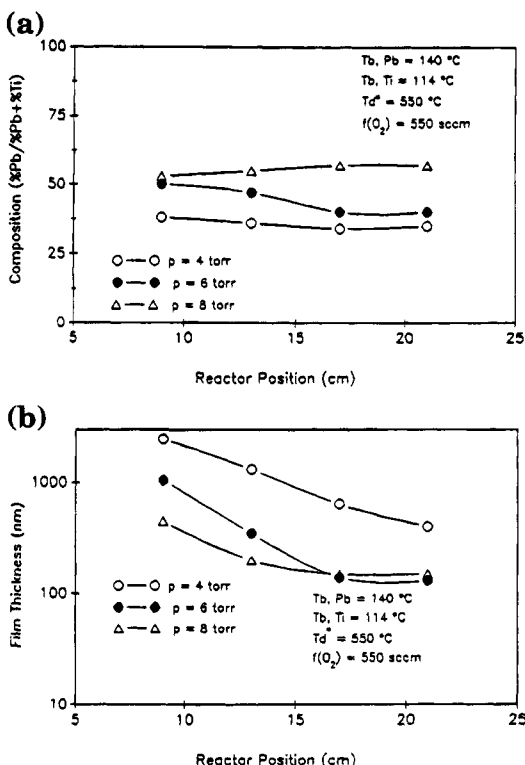 (a)
100
75
50
25
0
Composition (%Pb/%Pb+%Ti)
Tb, Pb = 140 °C
Tb, Ti = 114 °C
Td* = 550 °C
f(O₂) = 550 sccm
p = 4 torr
p = 6 torr
p = 8 torr
5 10 15 20 25
Reactor Position (cm)
(b)
1000
100
10
Film Thickness (nm)
p = 4 torr
p = 6 torr
p = 8 torr
Tb, Pb = 140 °C
Tb, Ti = 114 °C
Td* = 550 °C
f(O₂) = 550 sccm
5 10 15 20 25
Reactor Position (cm)